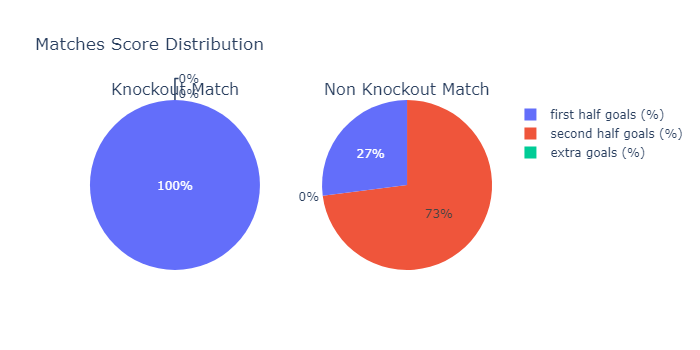 Matches Score Distribution
Knockout Match
0%
0%
100%
Non Knockout Match
27%
0%
73%
first half goals (%)
second half goals (%)
extra goals (%)